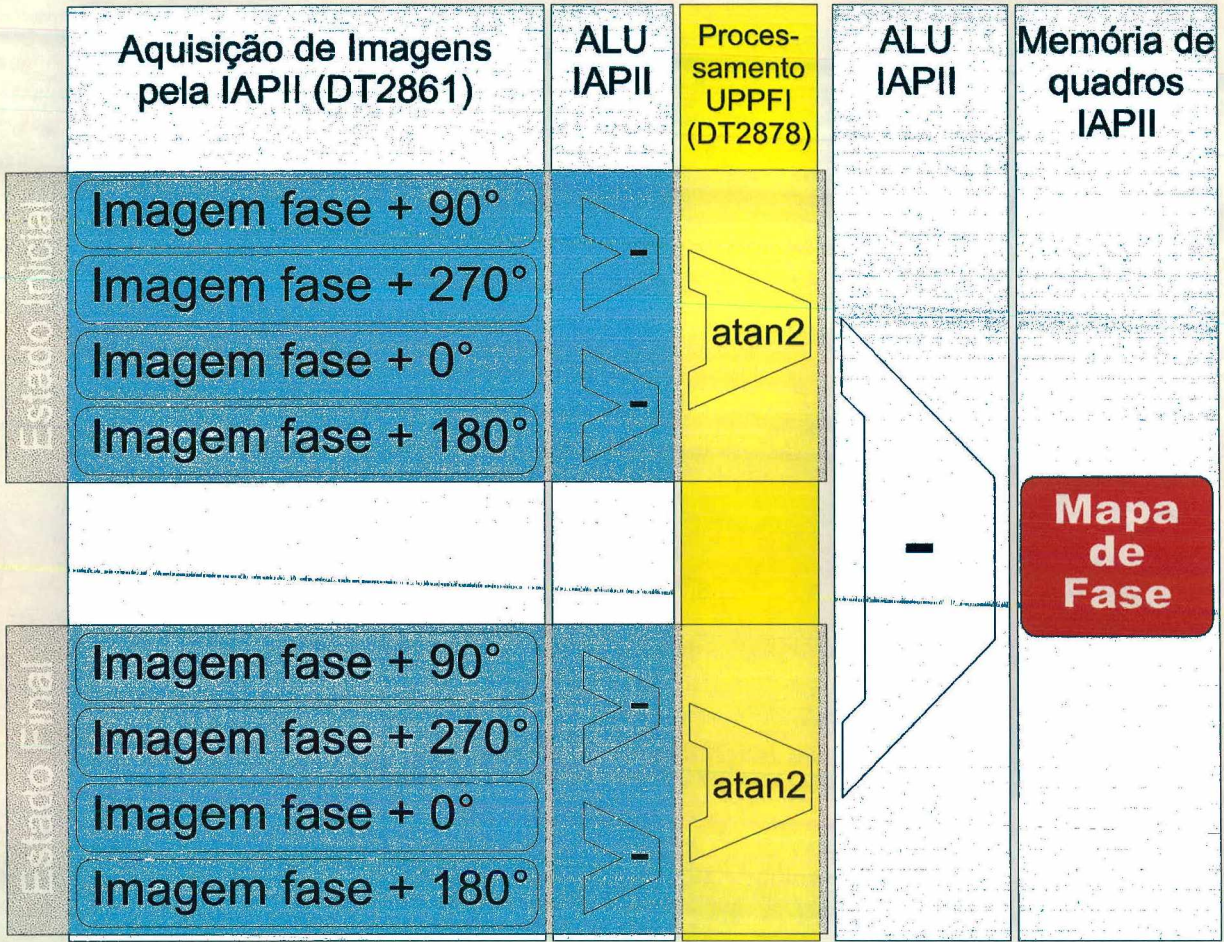 Aquisição de Imagens
pela IAPII (DT2861)
ALU
IAPII
Proces-
samento
UPPFI
(DT2878)
ALU
IAPII
Memória de
quadros
IAPII
Estado Inicial
Imagem fase + 90°
Imagem fase + 270°
Imagem fase + 0°
Imagem fase + 180°
-
-
atan2
-
Mapa
de
Fase
Estado Final
Imagem fase + 90°
Imagem fase + 270°
Imagem fase + 0°
Imagem fase + 180°
-
-
atan2